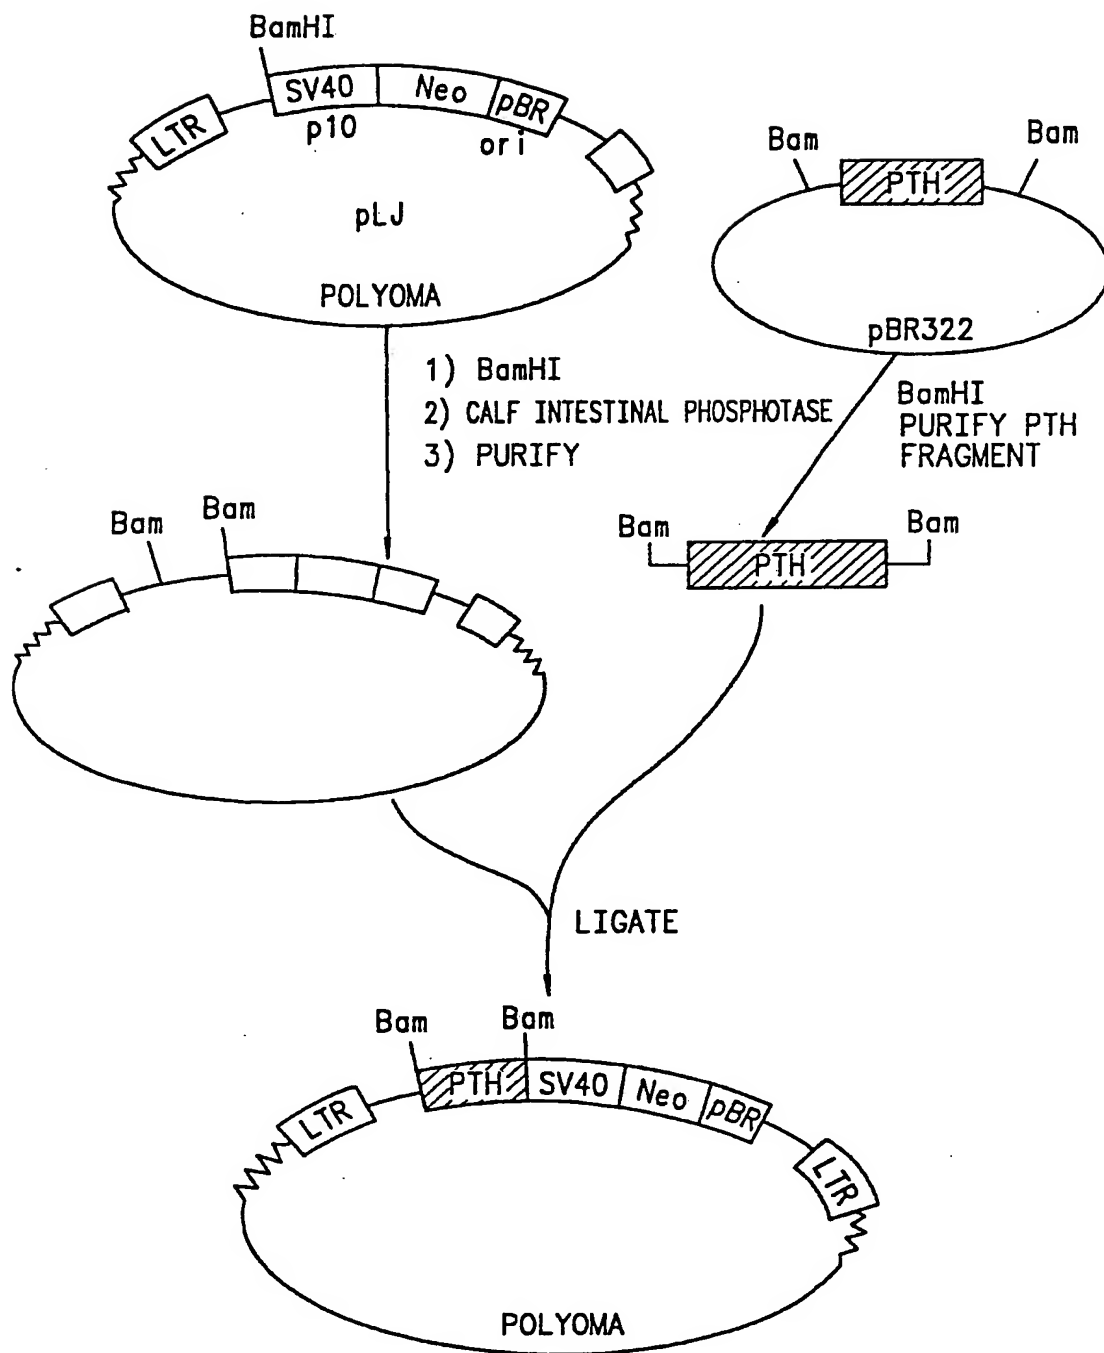 BamHI
SV40
Neo
pBR
LTR
p10
ori
pLJ
POLYOMA
Bam
Bam
PTH
pBR322
1) BamHI
2) CALF INTESTINAL PHOSPHOTASE
3) PURIFY
BamHI
PURIFY PTH
FRAGMENT
Bam
Bam
Bam
Bam
PTH
LIGATE
Bam
Bam
PTH
SV40
Neo
pBR
LTR
LTR
POLYOMA